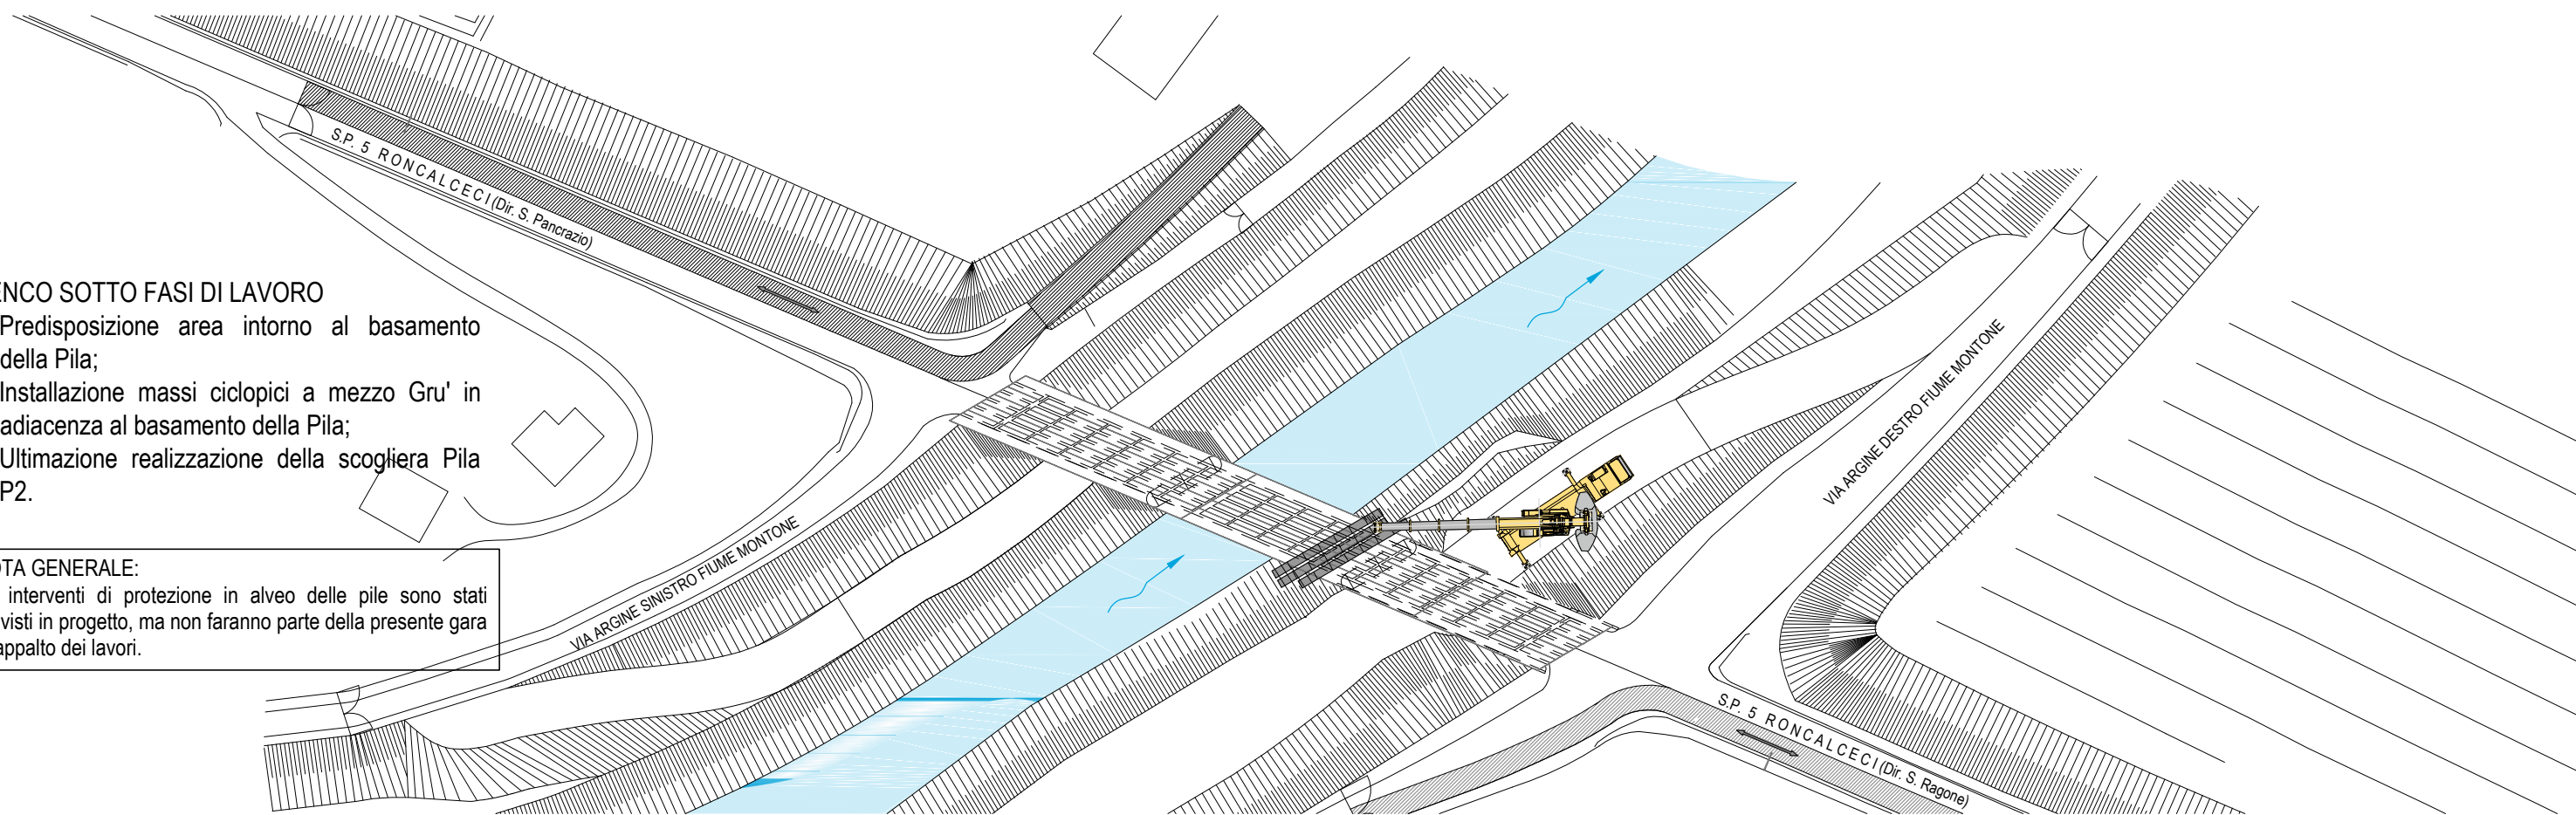 S.P. 5 RONCALCECI (Dir. S. Pancrazio)
ENCO SOTTO FASI DI LAVORO
Predisposizione area intorno al basamento
della Pila;
Installazione massi ciclopici a mezzo Gru' in
adiacenza al basamento della Pila;
Ultimazione realizzazione della scogliera Pila
P2.
OTA GENERALE:
interventi di protezione in alveo delle pile sono stati
visti in progetto, ma non faranno parte della presente gara
appalto dei lavori.
VIA ARGINE SINISTRO FIUME MONTONE
VIA ARGINE DESTRO FIUME MONTONE
S.P. 5 RONCALCECI (Dir. S. Ragone)